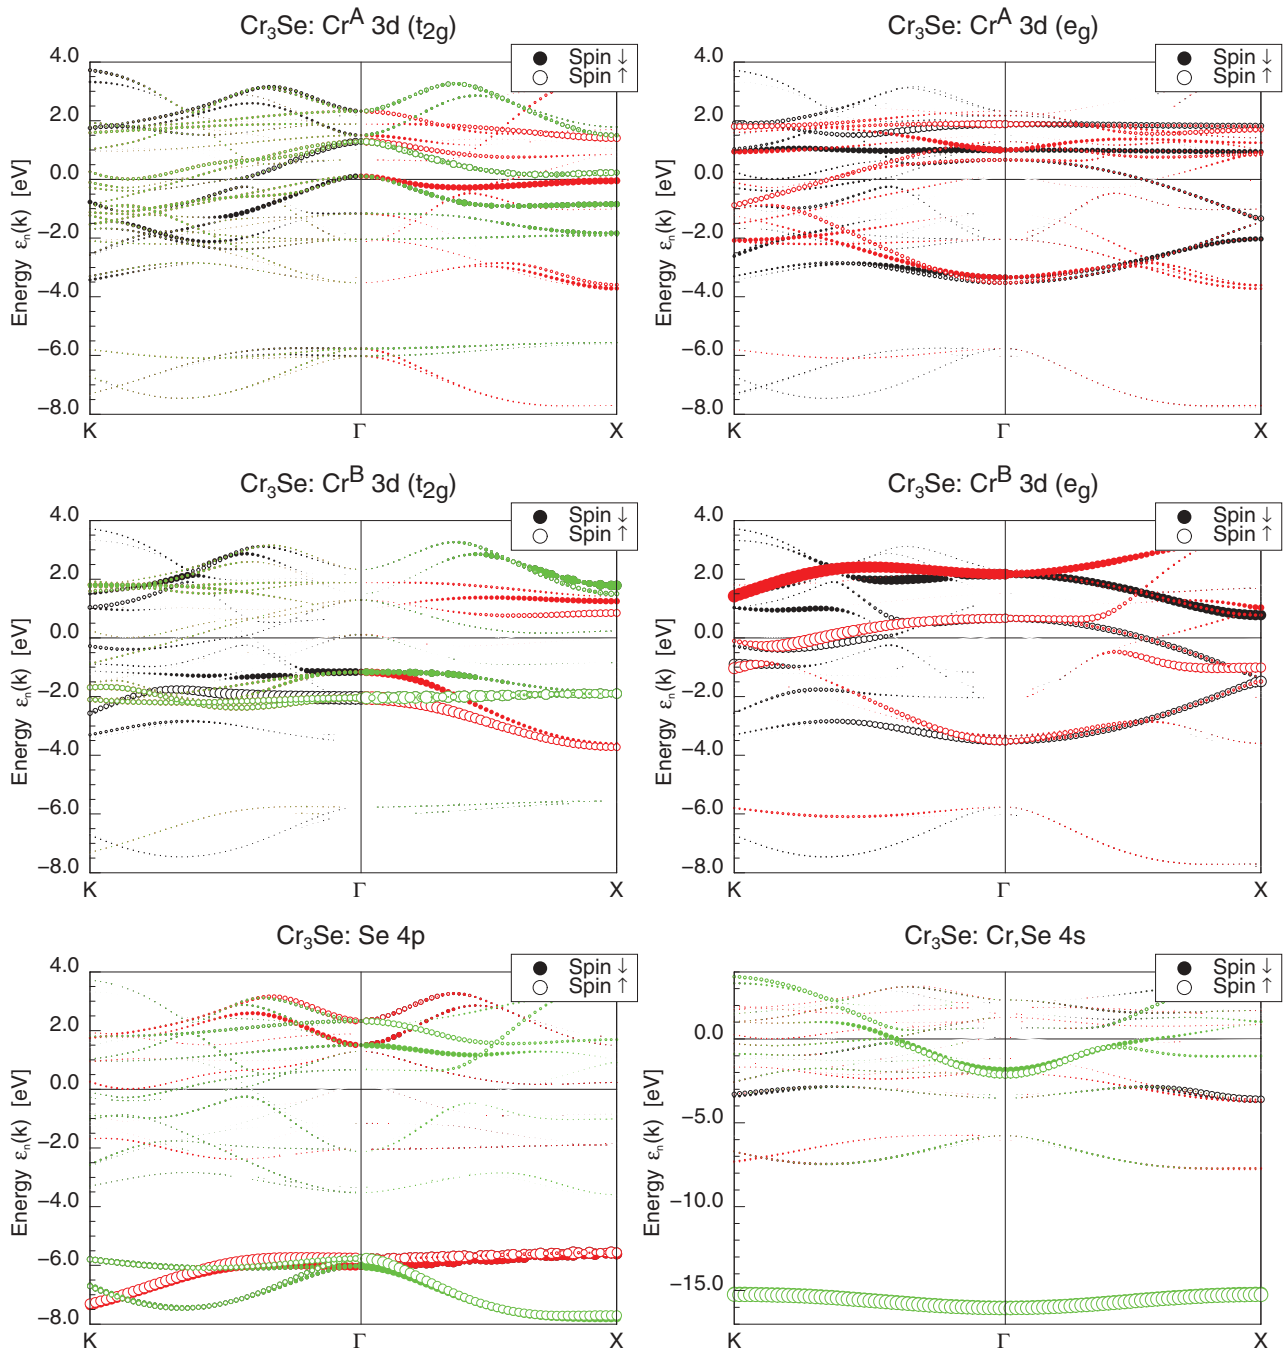 Cr3Se: Cr^A 3d (t2g)
Spin ↓
Spin ↑
Energy εn(k) [eV]
4.0
2.0
0.0
−2.0
−4.0
−6.0
−8.0
K Γ X
Cr3Se: Cr^A 3d (eg)
Spin ↓
Spin ↑
Energy εn(k) [eV]
4.0
2.0
0.0
−2.0
−4.0
−6.0
−8.0
K Γ X
Cr3Se: Cr^B 3d (t2g)
Spin ↓
Spin ↑
Energy εn(k) [eV]
4.0
2.0
0.0
−2.0
−4.0
−6.0
−8.0
K Γ X
Cr3Se: Cr^B 3d (eg)
Spin ↓
Spin ↑
Energy εn(k) [eV]
4.0
2.0
0.0
−2.0
−4.0
−6.0
−8.0
K Γ X
Cr3Se: Se 4p
Spin ↓
Spin ↑
Energy εn(k) [eV]
4.0
2.0
0.0
−2.0
−4.0
−6.0
−8.0
K Γ X
Cr3Se: Cr,Se 4s
Spin ↓
Spin ↑
Energy εn(k) [eV]
0.0
−5.0
−10.0
−15.0
K Γ X